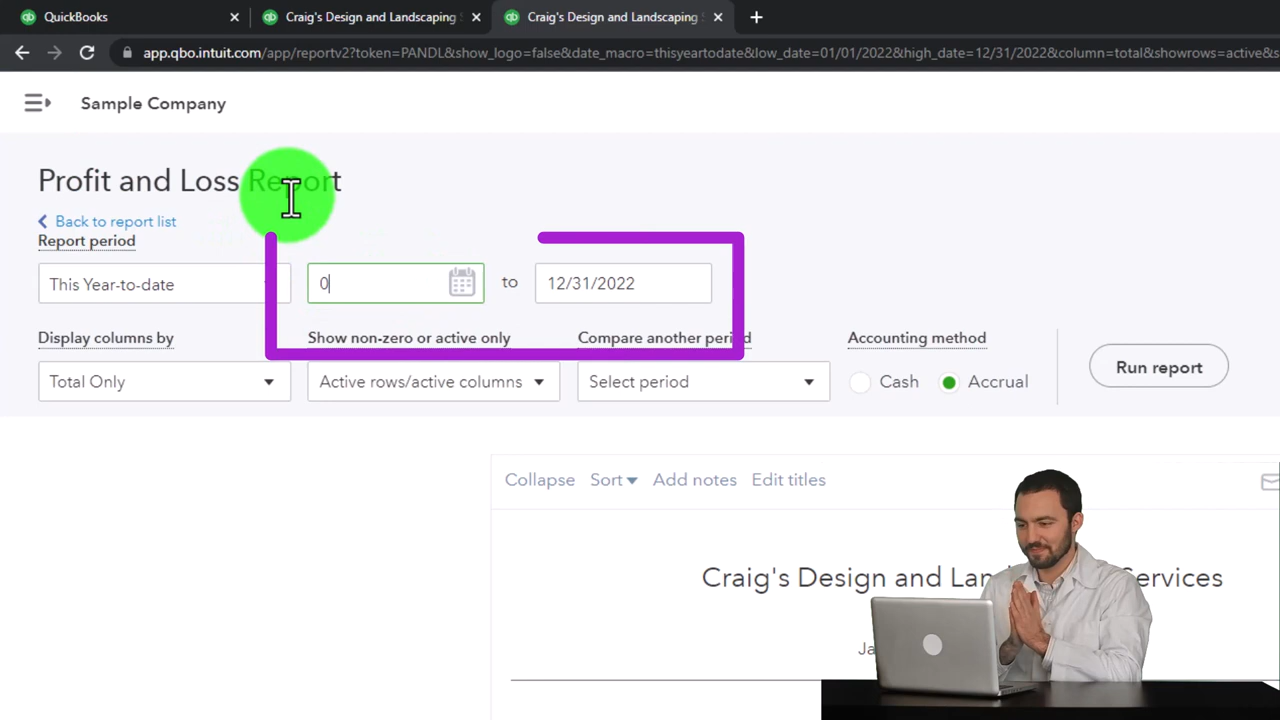 QuickBooks
Craig's Design and Landscaping
Craig's Design and Landscaping
app.qbo.intuit.com/app/reportv2?token=PANDL&show_logo=false&date_macro=thisyeartodate&low_date=01/01/2022&high_date=12/31/2022&column=total&showrows=active&s
Sample Company
Profit and Loss Report
Back to report list
Report period
This Year-to-date 0 to 12/31/2022
Display columns by Show non-zero or active only Compare another period Accounting method
Total Only Active rows/active columns Select period Cash Accrual Run report
Collapse Sort Add notes Edit titles
Craig's Design and Services